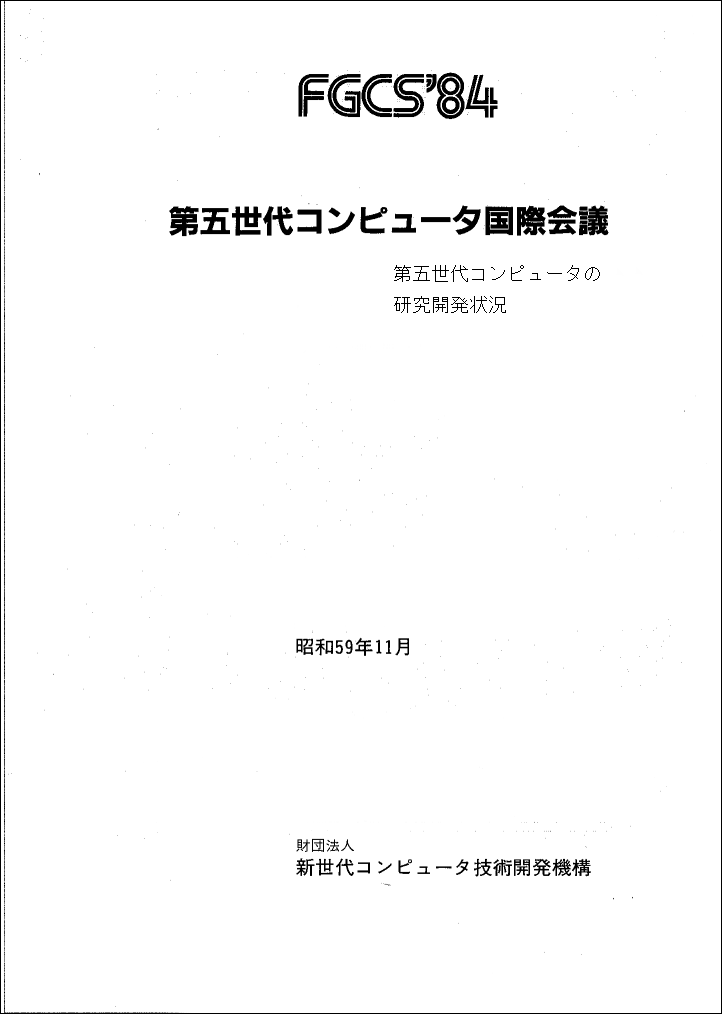 FGCS'84
第五世代コンピュータ国際会議
第五世代コンピュータの
研究開発状況
昭和59年11月
財団法人
新世代コンピュータ技術開発機構